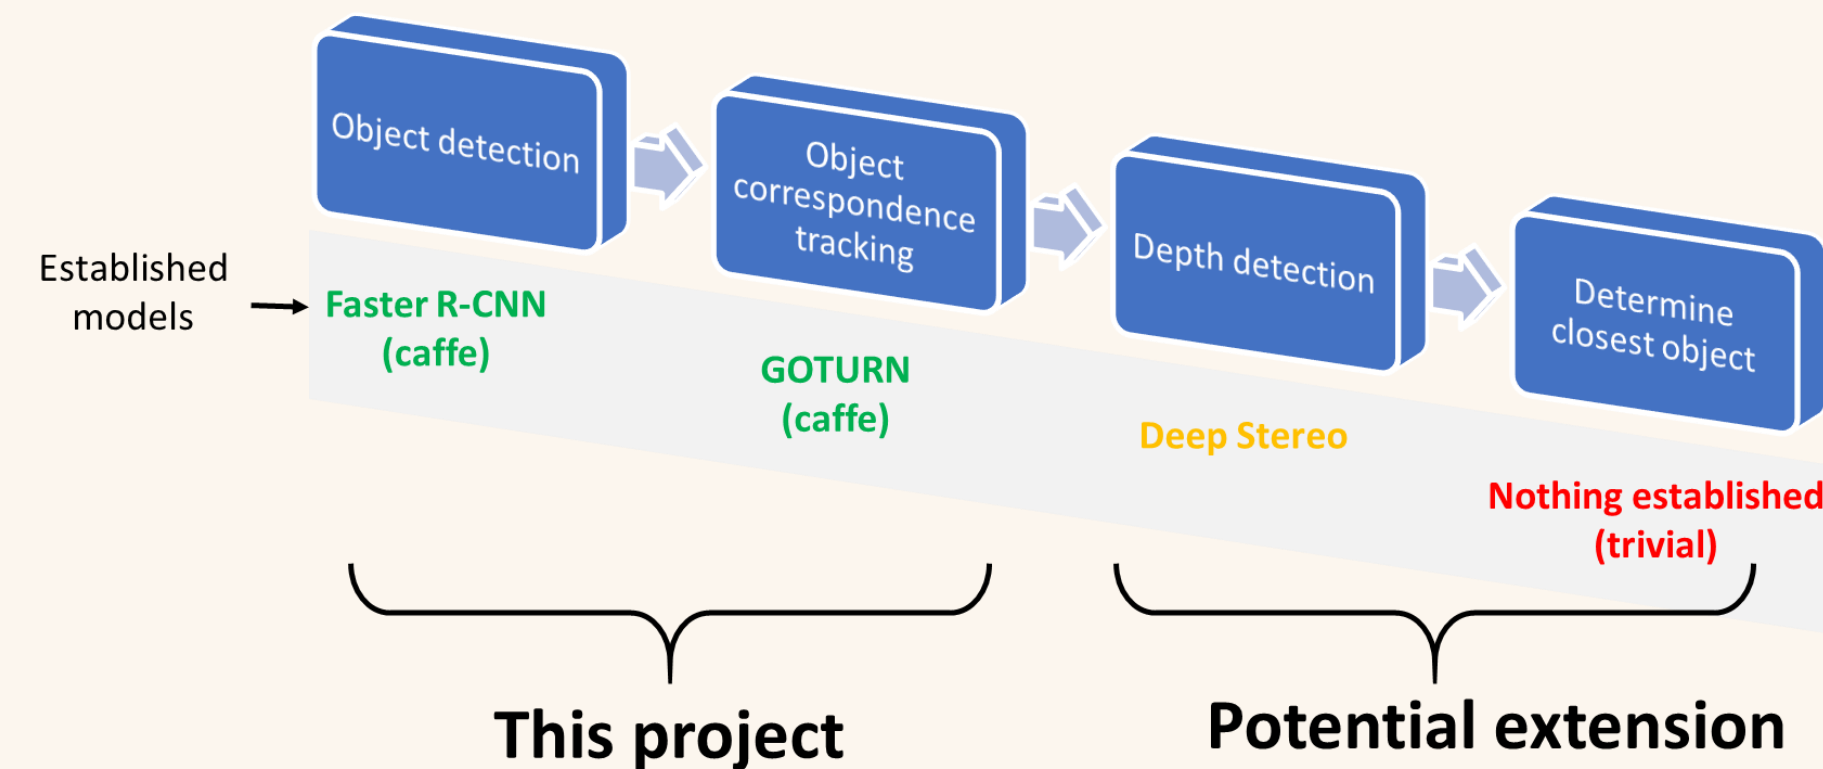 Object detection
Object
correspondence
tracking
Depth detection
Determine
closest object
Established
models
Faster R-CNN
(caffe)
GOTURN
(caffe)
Deep Stereo
Nothing established
(trivial)
This project
Potential extension